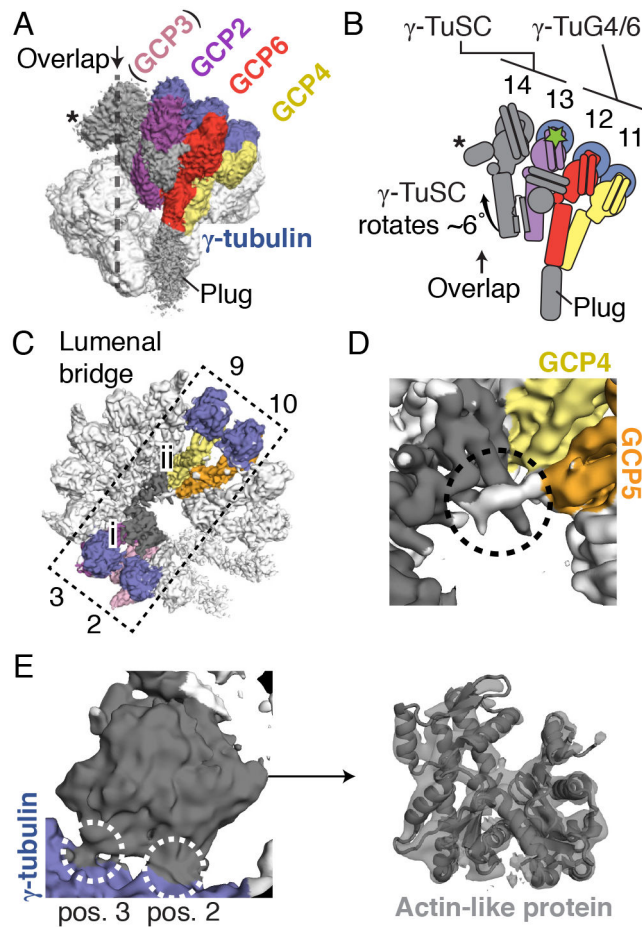 A
Overlap
(GCP3)
GCP2
GCP6
GCP4
*
γ-tubulin
Plug
B
γ-TuSC
γ-TuG4/6
14
13
12
11
*
γ-TuSC
rotates ~6°
Overlap
Plug
C
Lumenal
bridge
9
10
ii
i
3
2
D
GCP4
GCP5
E
γ-tubulin
pos. 3
pos. 2
Actin-like protein